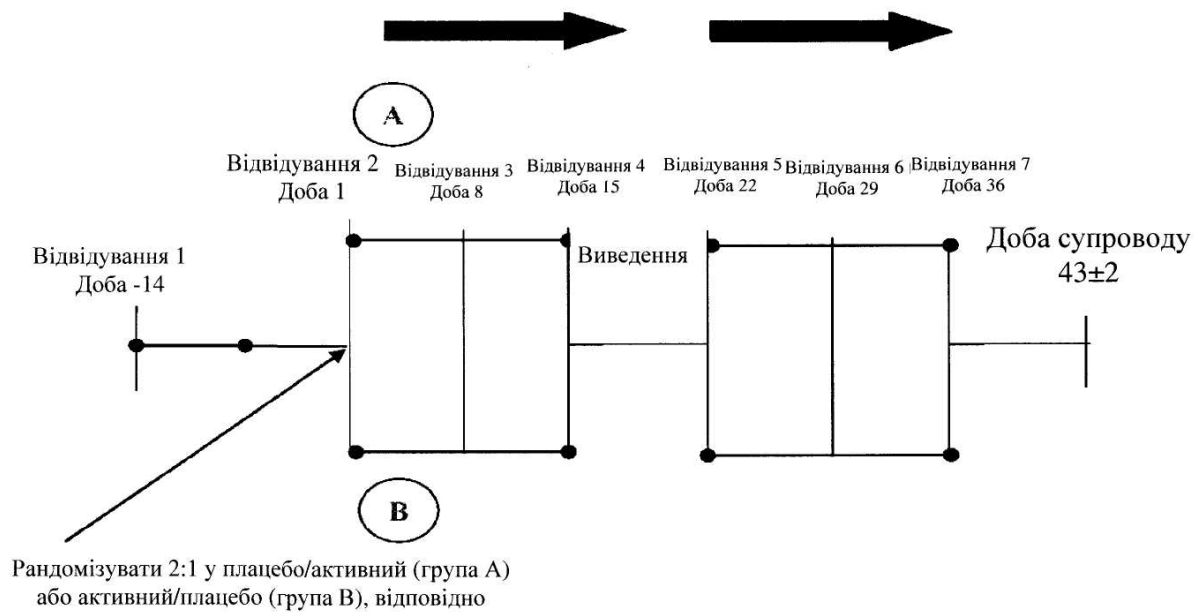 A
Відвідування 2
Доба 1
Відвідування 3
Доба 8
Відвідування 4
Доба 15
Відвідування 5
Доба 22
Відвідування 6
Доба 29
Відвідування 7
Доба 36
Відвідування 1
Доба -14
Виведення
Доба супроводу
43±2
B
Рандомізувати 2:1 у плацебо/активний (група А)
або активний/плацебо (група В), відповідно